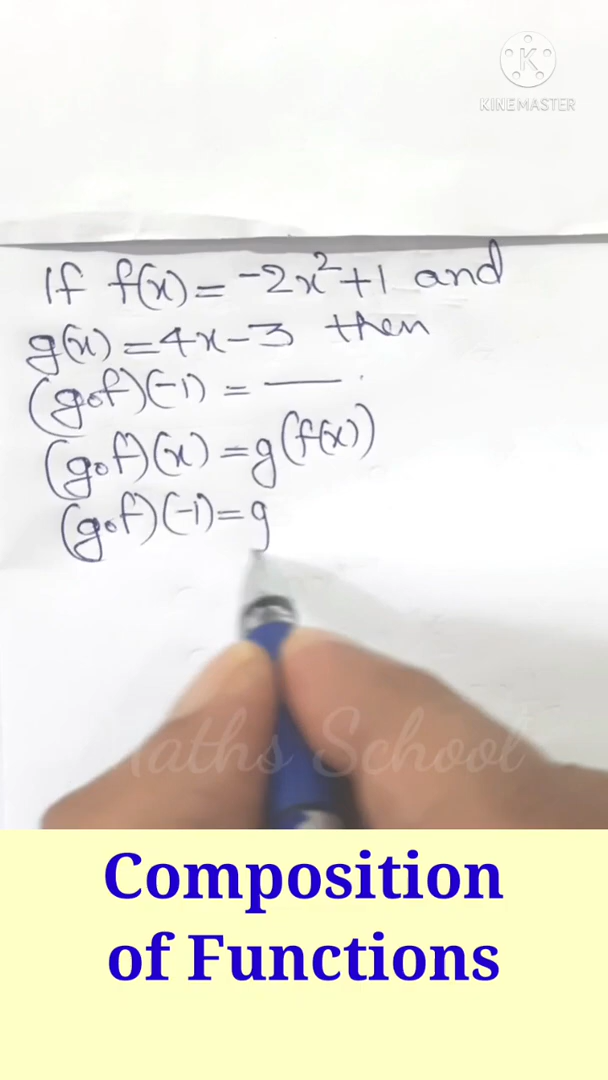 KINEMASTER
If f(x) = -2x²+1 and
g(x) = 4x-3 then
(gof)(-1) = ___.
(gof)(x) = g(f(x))
(gof)(-1) = g
Maths School
Composition
of Functions